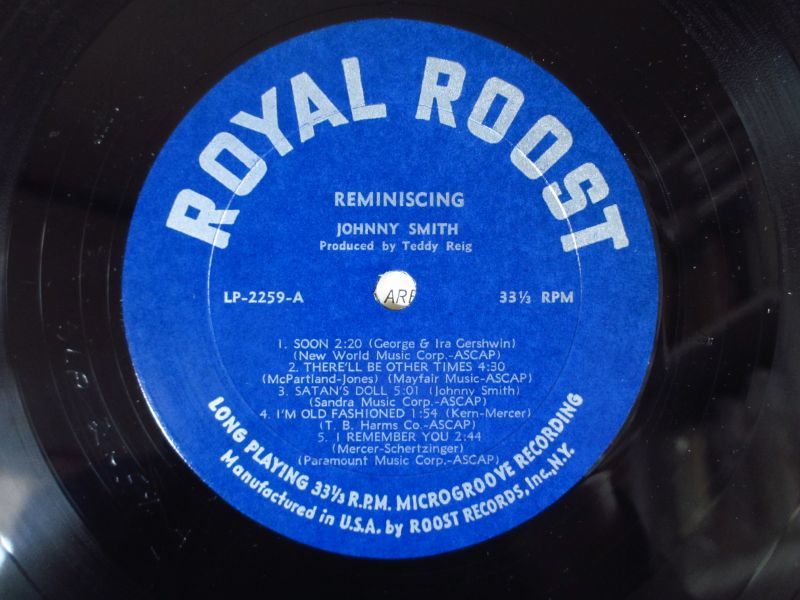 ROYAL ROOST
REMINISCING
JOHNNY SMITH
Produced by Teddy Reig
LP-2259-A
ARE
33⅓ RPM
1. SOON 2:20 (George & Ira Gershwin)
(New World Music Corp.-ASCAP)
2. THERE'LL BE OTHER TIMES 4:30
(McPartland-Jones) (Mayfair Music-ASCAP)
3. SATAN'S DOLL 5:01 (Johnny Smith)
(Sandra Music Corp.-ASCAP)
4. I'M OLD FASHIONED 1:54 (Kern-Mercer)
(T. B. Harms Co.-ASCAP)
5. I REMEMBER YOU 2:44
(Mercer-Schertzinger)
(Paramount Music Corp.-ASCAP)
LONG PLAYING 33⅓ R.P.M. MICROGROOVE RECORDING
Manufactured in U.S.A. by ROOST RECORDS, Inc., N.Y.